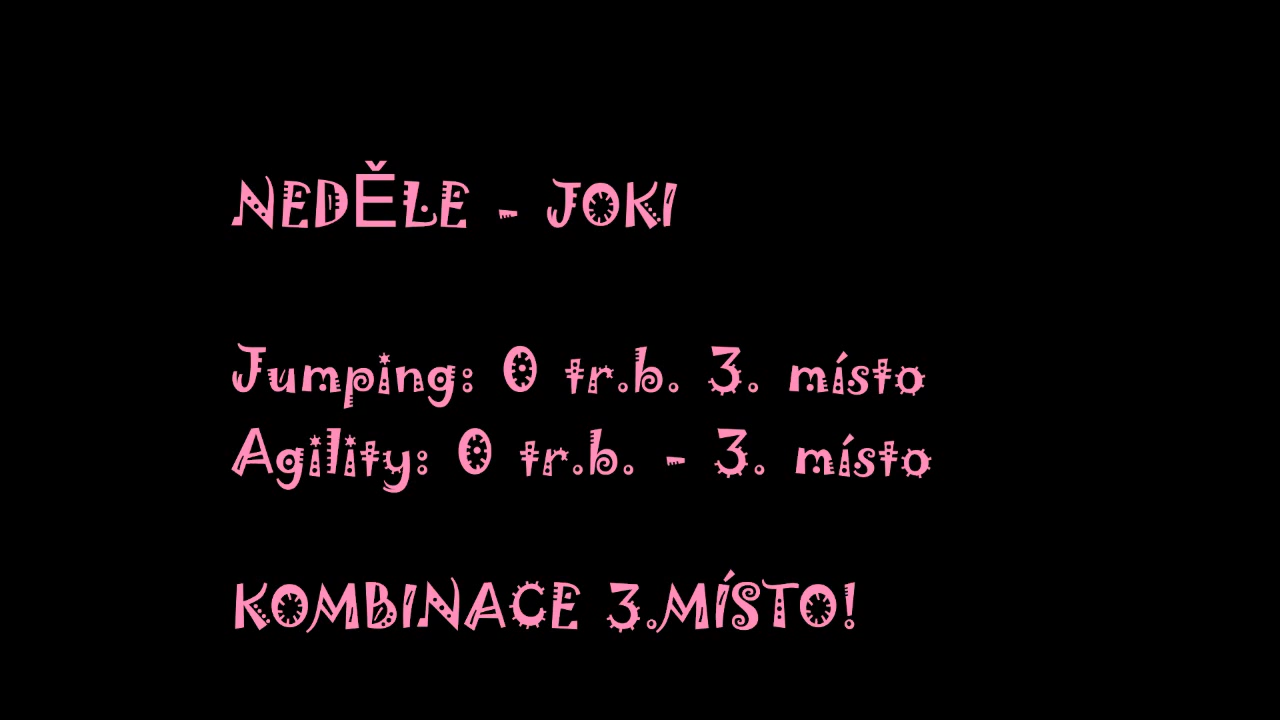 NEDĚLE - JOKI
Jumping: 0 tr.b. 3. místo
Agility: 0 tr.b. - 3. místo
KOMBINACE 3.MÍSTO!